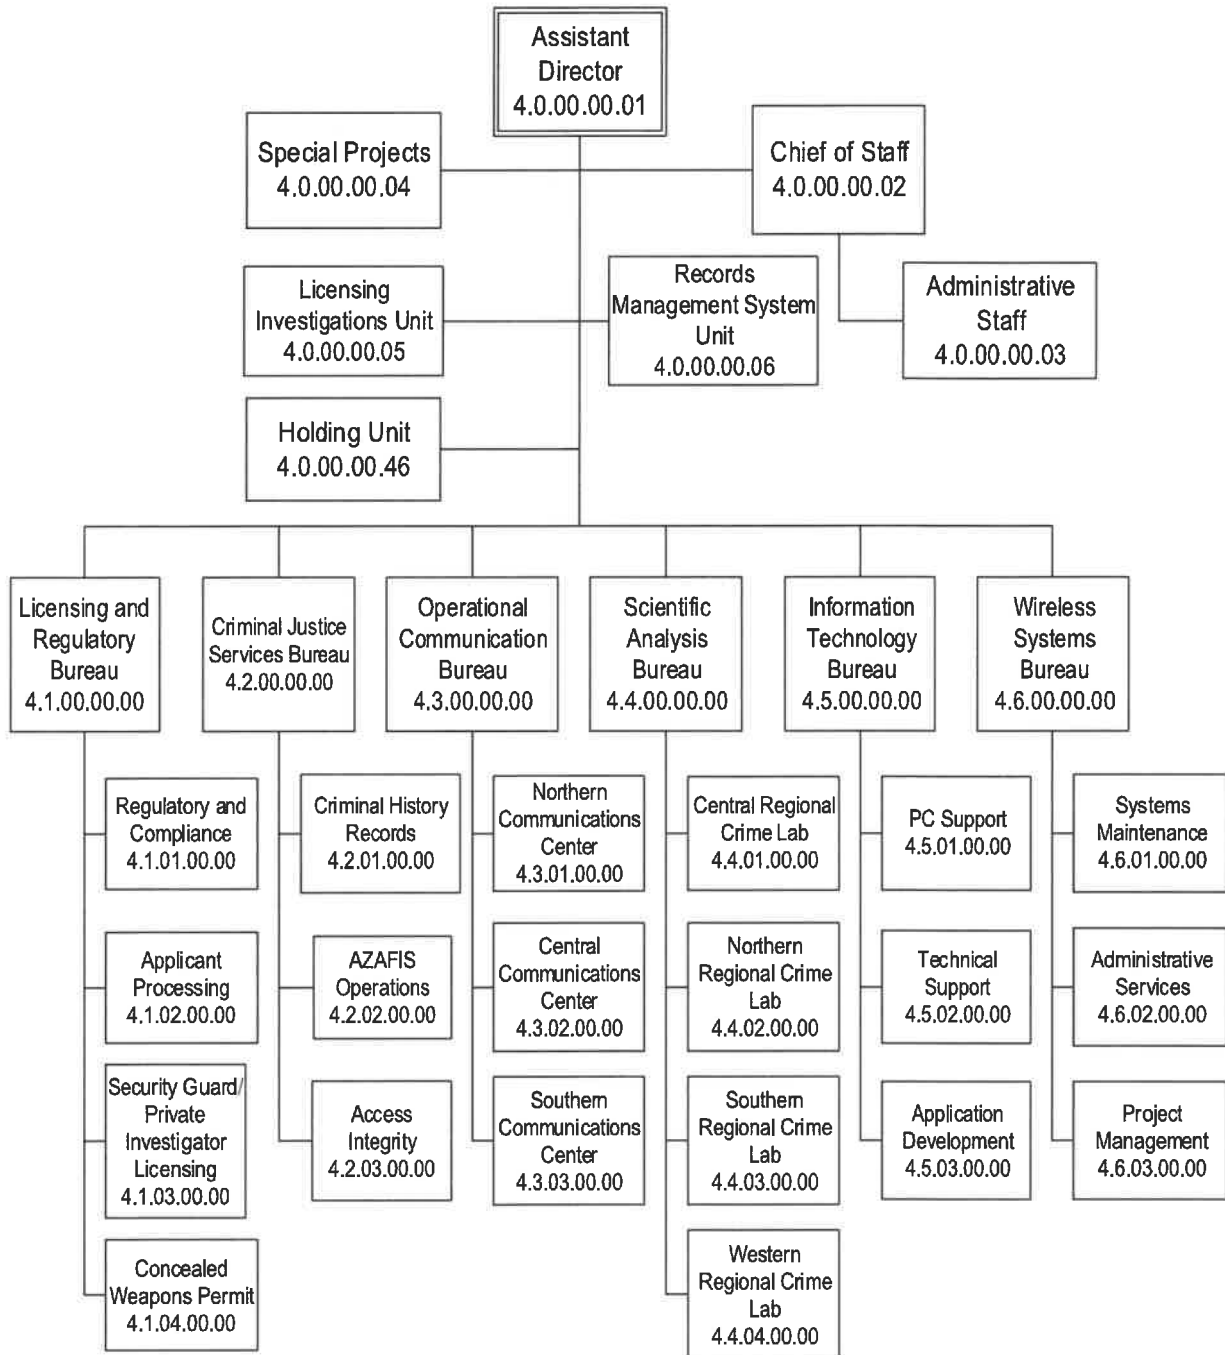 Assistant
Director
4.0.00.00.01
Special Projects
4.0.00.00.04
Chief of Staff
4.0.00.00.02
Licensing
Investigations Unit
4.0.00.00.05
Records
Management System
Unit
4.0.00.00.06
Administrative
Staff
4.0.00.00.03
Holding Unit
4.0.00.00.46
Licensing and
Regulatory
Bureau
4.1.00.00.00
Criminal Justice
Services Bureau
4.2.00.00.00
Operational
Communication
Bureau
4.3.00.00.00
Scientific
Analysis
Bureau
4.4.00.00.00
Information
Technology
Bureau
4.5.00.00.00
Wireless
Systems
Bureau
4.6.00.00.00
Regulatory and
Compliance
4.1.01.00.00
Criminal History
Records
4.2.01.00.00
Northern
Communications
Center
4.3.01.00.00
Central Regional
Crime Lab
4.4.01.00.00
PC Support
4.5.01.00.00
Systems
Maintenance
4.6.01.00.00
Applicant
Processing
4.1.02.00.00
AZAFIS
Operations
4.2.02.00.00
Central
Communications
Center
4.3.02.00.00
Northern
Regional Crime
Lab
4.4.02.00.00
Technical
Support
4.5.02.00.00
Administrative
Services
4.6.02.00.00
Security Guard/
Private
Investigator
Licensing
4.1.03.00.00
Access
Integrity
4.2.03.00.00
Southern
Communications
Center
4.3.03.00.00
Southern
Regional Crime
Lab
4.4.03.00.00
Application
Development
4.5.03.00.00
Project
Management
4.6.03.00.00
Concealed
Weapons Permit
4.1.04.00.00
Western
Regional Crime
Lab
4.4.04.00.00